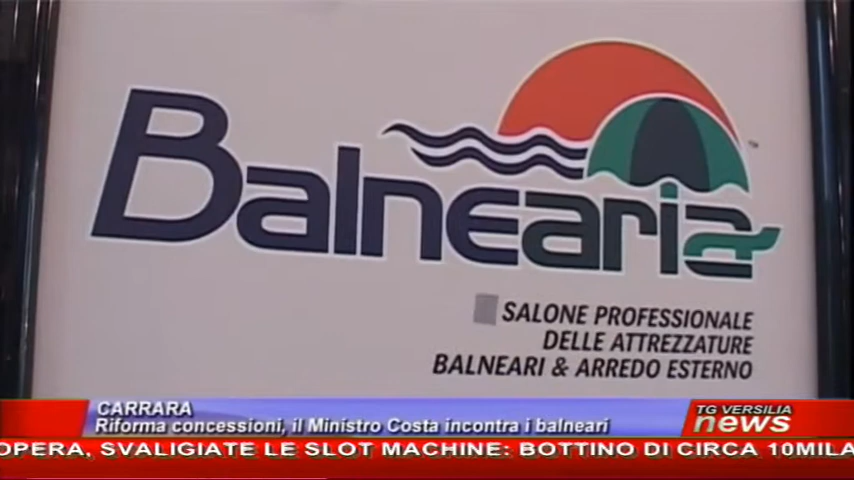 Balnearia
SALONE PROFESSIONALE
DELLE ATTREZZATURE
BALNEARI & ARREDO ESTERNO
CARRARA
Riforma concessioni, il Ministro Costa incontra i balneari
TG VERSILIA
news
OPERA, SVALIGIATE LE SLOT MACHINE: BOTTINO DI CIRCA 10MILA